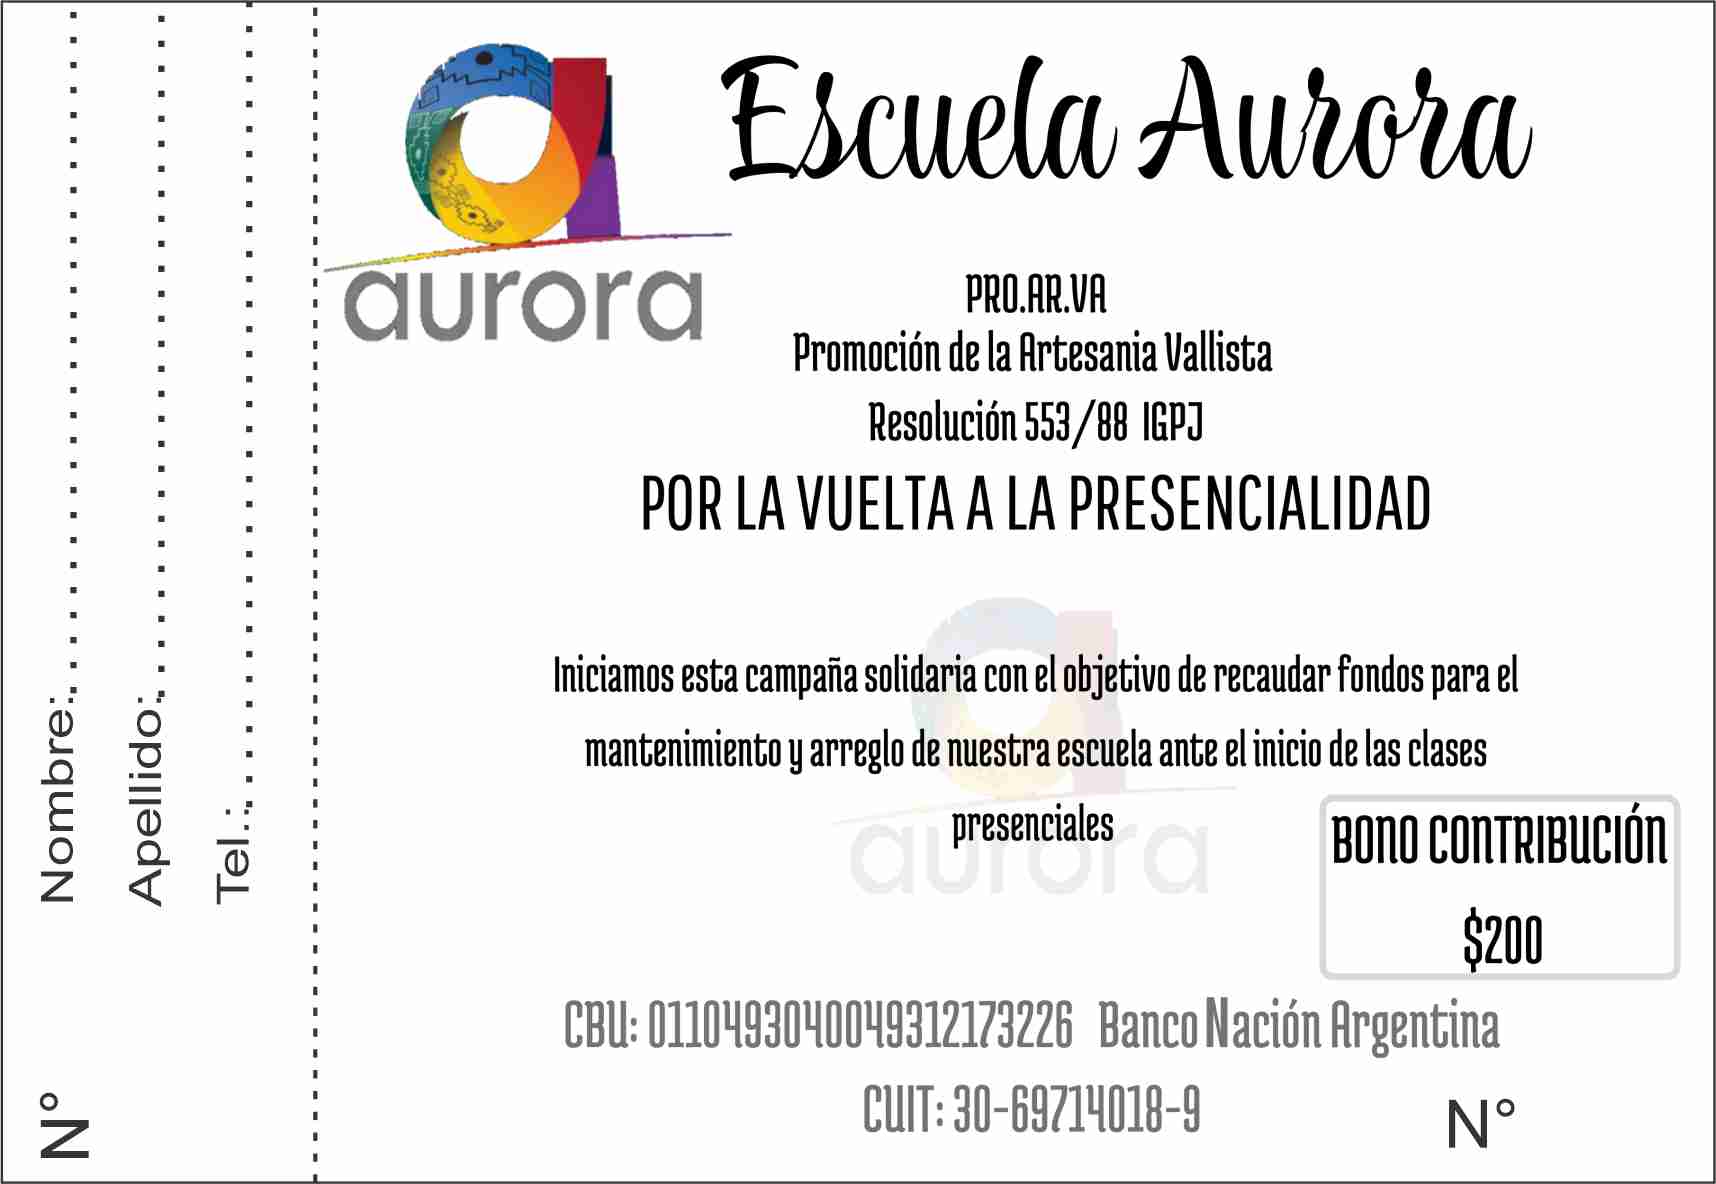 Nombre:
Apellido:
Tel.:
N°
aurora
Escuela Aurora
PRO.AR.VA
Promoción de la Artesania Vallista
Resolución 553/88 IGPJ
POR LA VUELTA A LA PRESENCIALIDAD
Iniciamos esta campaña solidaria con el objetivo de recaudar fondos para el
mantenimiento y arreglo de nuestra escuela ante el inicio de las clases
presenciales
aurora
BONO CONTRIBUCIÓN
$200
CBU: 0110493040049312173226 Banco Nación Argentina
CUIT: 30-69714018-9
N°